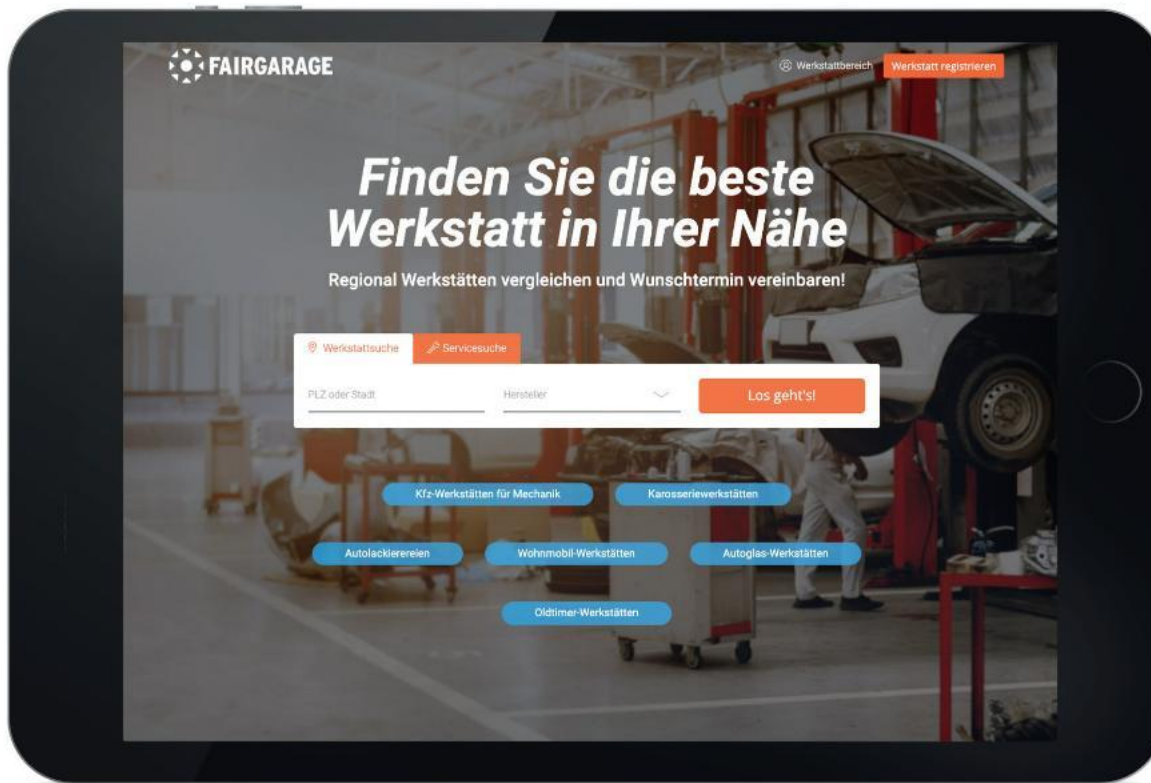 FAIRGARAGE
Werkstattbereich
Werkstatt registrieren
Finden Sie die beste
Werkstatt in Ihrer Nähe
Regional Werkstätten vergleichen und Wunschtermin vereinbaren!
Werkstattsuche
Servicesuche
PLZ oder Stadt
Hersteller
Los geht's!
Kfz-Werkstätten für Mechanik
Karosseriewerkstätten
Autolackierereien
Wohnmobil-Werkstätten
Autoglas-Werkstätten
Oldtimer-Werkstätten